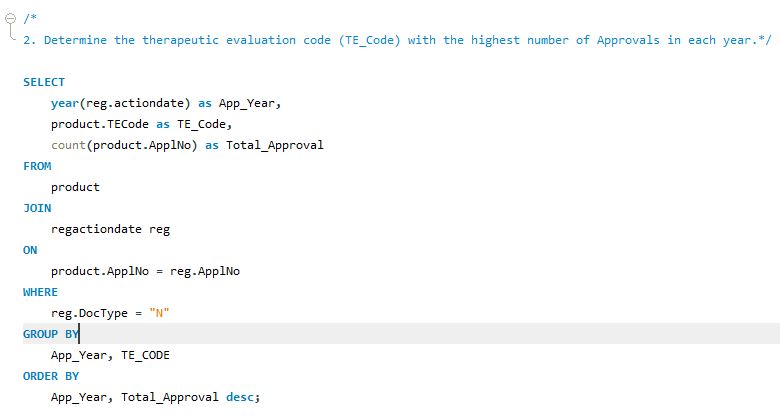 /*
2. Determine the therapeutic evaluation code (TE_Code) with the highest number of Approvals in each year.*/
SELECT
year(reg.actiondate) as App_Year,
product.TECode as TE_Code,
count(product.ApplNo) as Total_Approval
FROM
product
JOIN
regactiondate reg
ON
product.ApplNo = reg.ApplNo
WHERE
reg.DocType = "N"
GROUP BY
App_Year, TE_CODE
ORDER BY
App_Year, Total_Approval desc;